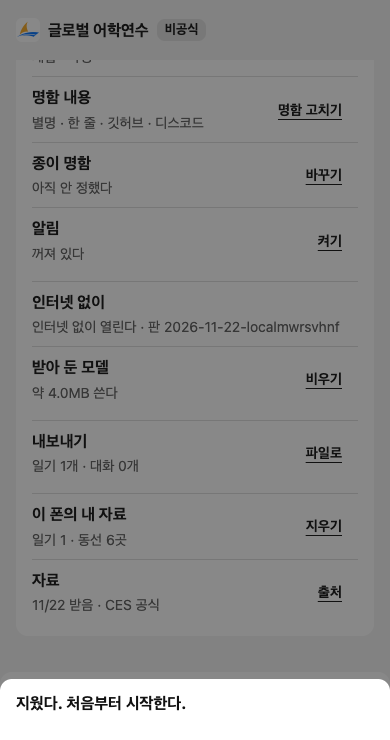 글로벌 어학연수 비공식
명함 내용
별명 · 한 줄 · 깃허브 · 디스코드
명함 고치기
종이 명함
아직 안 정했다
바꾸기
알림
꺼져 있다
켜기
인터넷 없이
인터넷 없이 열린다 · 판 2026-11-22-localmwrsvhnf
받아 둔 모델
약 4.0MB 쓴다
비우기
내보내기
일기 1개 · 대화 0개
파일로
이 폰의 내 자료
일기 1 · 동선 6곳
지우기
자료
11/22 받음 · CES 공식
출처
지웠다. 처음부터 시작한다.